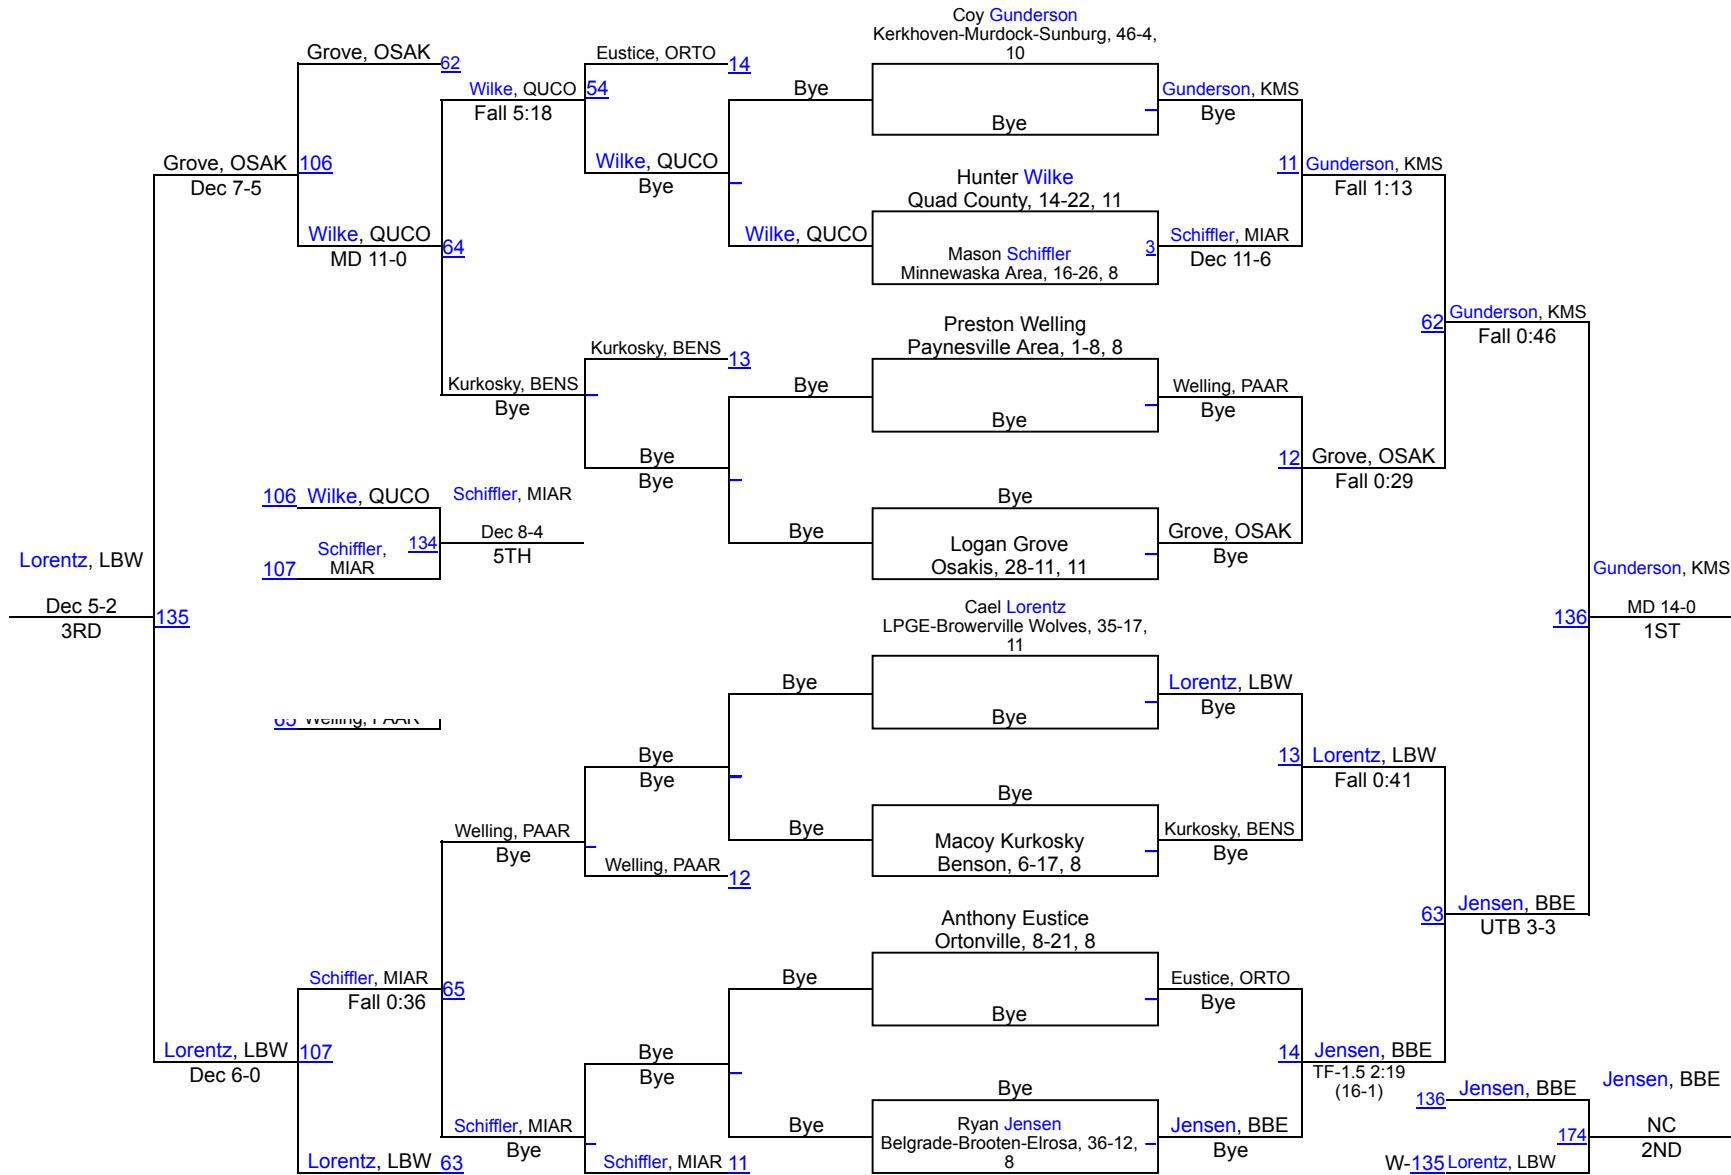 Coy Gunderson
Kerkhoven-Murdock-Sunburg, 46-4,
10
Grove, OSAK 62
Eustice, ORTO 14
Wilke, QUCO 54
Fall 5:18
Bye
Gunderson, KMS
Bye
Bye
Grove, OSAK 106
Dec 7-5
Wilke, QUCO
Bye
Hunter Wilke
Quad County, 14-22, 11
11 Gunderson, KMS
Fall 1:13
Wilke, QUCO 64
MD 11-0
Wilke, QUCO
Mason Schiffler 3
Minnewaska Area, 16-26, 8
Schiffler, MIAR
Dec 11-6
Preston Welling
Paynesville Area, 1-8, 8
62 Gunderson, KMS
Fall 0:46
Kurkosky, BENS 13
Kurkosky, BENS
Bye
Bye
Bye
Welling, PAAR
Bye
Bye
Bye
12 Grove, OSAK
Fall 0:29
106 Wilke, QUCO
Schiffler, MIAR
Bye
134 Dec 8-4
5TH
Schiffler,
MIAR
107
Bye
Logan Grove
Osakis, 28-11, 11
Grove, OSAK
Bye
Lorentz, LBW
Dec 5-2
3RD
135
Gunderson, KMS
136 MD 14-0
1ST
Cael Lorentz
LPGE-Browerville Wolves, 35-17,
11
Bye
Bye
Lorentz, LBW
Bye
65 Welling, PAAR
Bye
Bye
13 Lorentz, LBW
Fall 0:41
Bye
Welling, PAAR
Bye
Bye
Macoy Kurkosky
Benson, 6-17, 8
Kurkosky, BENS
Bye
Welling, PAAR 12
Anthony Eustice
Ortonville, 8-21, 8
63 Jensen, BBE
UTB 3-3
Schiffler, MIAR 65
Fall 0:36
Bye
Bye
Eustice, ORTO
Bye
Lorentz, LBW 107
Dec 6-0
Bye
Bye
14 Jensen, BBE
TF-1.5 2:19
(16-1)
Bye
Schiffler, MIAR
Bye
Bye
Ryan Jensen
Belgrade-Brooten-Elrosa, 36-12,
8
Jensen, BBE
Bye
Lorentz, LBW 63
Schiffler, MIAR 11
136 Jensen, BBE
Jensen, BBE
174 NC
2ND
W-135 Lorentz, LBW